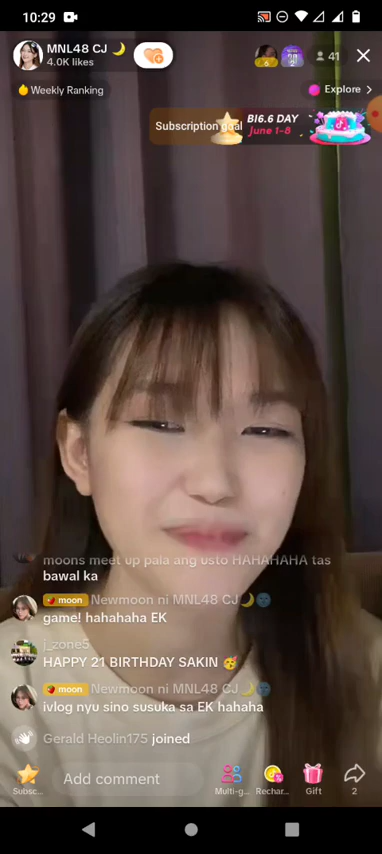 10:29
MNL48 CJ 🌙
4.0K likes
41
Weekly Ranking
Explore
Subscription goal
BI6.6 DAY
June 1-8
moons meet up pala ang usto HAHAHAHA tas
bawal ka
moon Newmoon ni MNL48 CJ🌙🌚
game! hahahaha EK
j_zone5
HAPPY 21 BIRTHDAY SAKIN 🥳
moon Newmoon ni MNL48 CJ🌙🌚
ivlog nyu sino susuka sa EK hahaha
Gerald Heolin175 joined
Subsc...
Add comment
Multi-g...
Rechar...
Gift
2